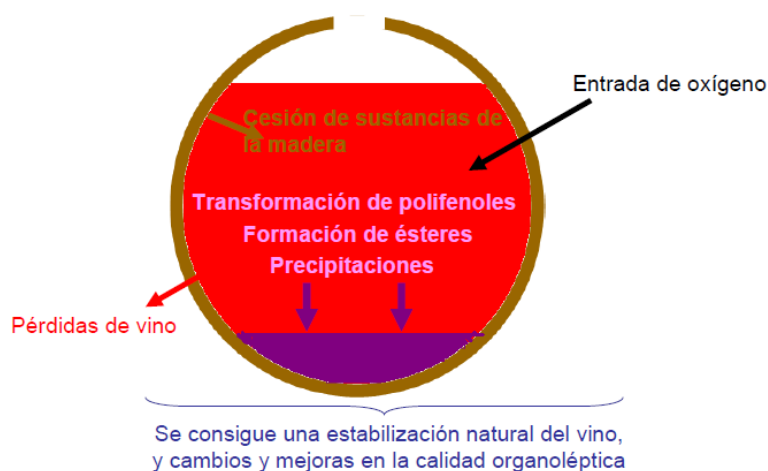 Entrada de oxígeno
Cesión de sustancias de
la madera
Transformación de polifenoles
Formación de ésteres
Precipitaciones
Pérdidas de vino
Se consigue una estabilización natural del vino,
y cambios y mejoras en la calidad organoléptica